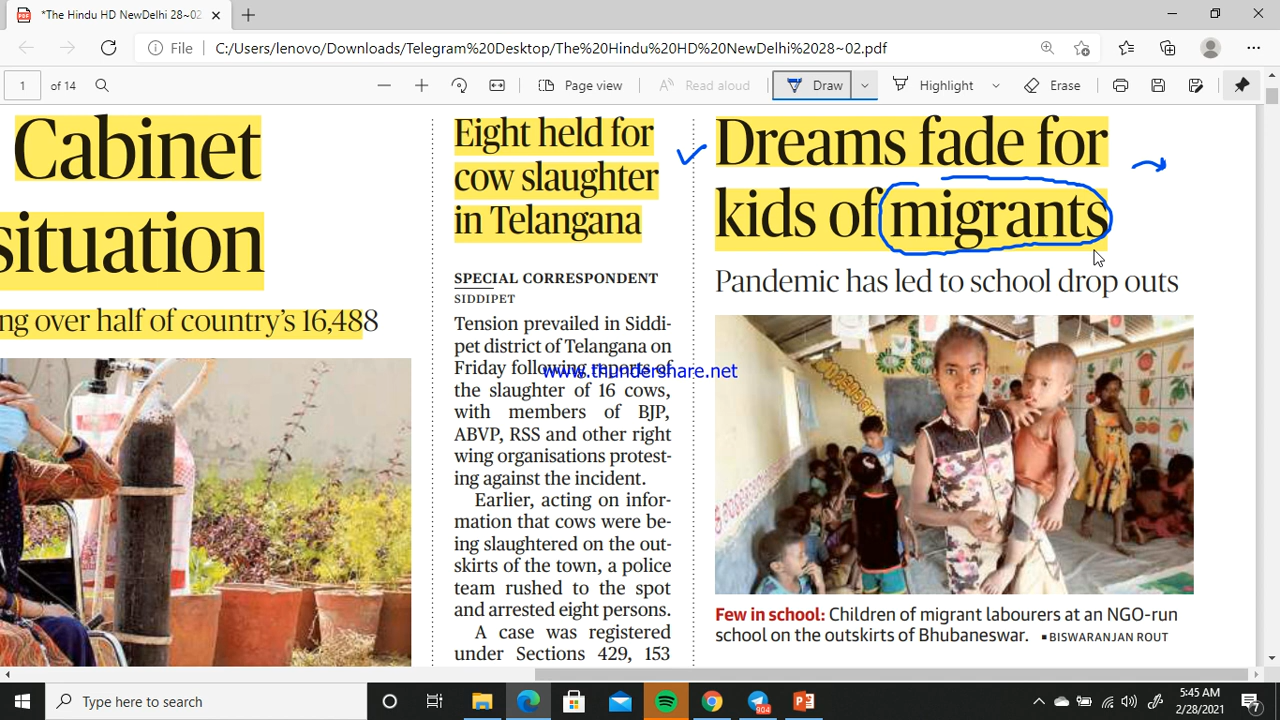 *The Hindu HD NewDelhi 28~02
File
C:/Users/lenovo/Downloads/Telegram%20Desktop/The%20Hindu%20HD%20NewDelhi%2028~02.pdf
1 of 14
Page view
Read aloud
Draw
Highlight
Erase
Cabinet
situation
ng over half of country's 16,488
Eight held for
cow slaughter
in Telangana
SPECIAL CORRESPONDENT
SIDDIPET
Tension prevailed in Siddi-
pet district of Telangana on
Friday following reports of
the slaughter of 16 cows,
with members of BJP,
ABVP, RSS and other right
wing organisations protest-
ing against the incident.
Earlier, acting on infor-
mation that cows were be-
ing slaughtered on the out-
skirts of the town, a police
team rushed to the spot
and arrested eight persons.
A case was registered
under Sections 429, 153
www.thundershare.net
Dreams fade for
kids of migrants
Pandemic has led to school drop outs
Few in school: Children of migrant labourers at an NGO-run
school on the outskirts of Bhubaneswar. ■ BISWARANJAN ROUT
Type here to search
904
5:45 AM
2/28/2021
7